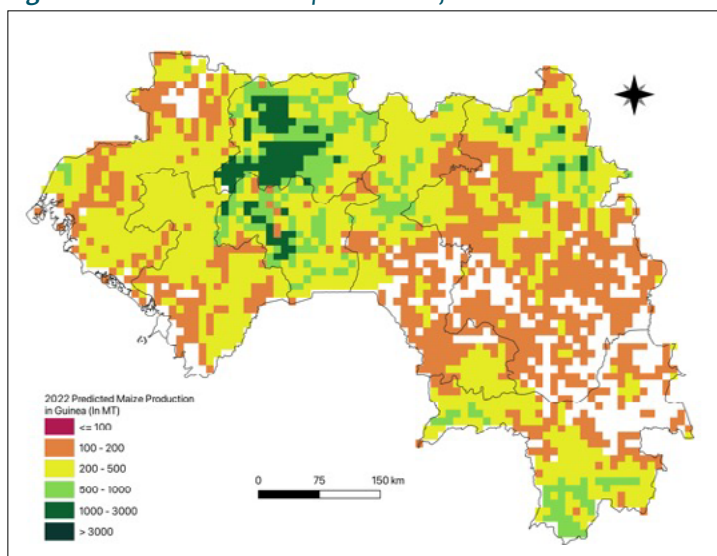 2022 Predicted Maize Production
in Guinea (In MT)
<= 100
100 - 200
200 - 500
500 - 1000
1000 - 3000
> 3000
0 75 150 km